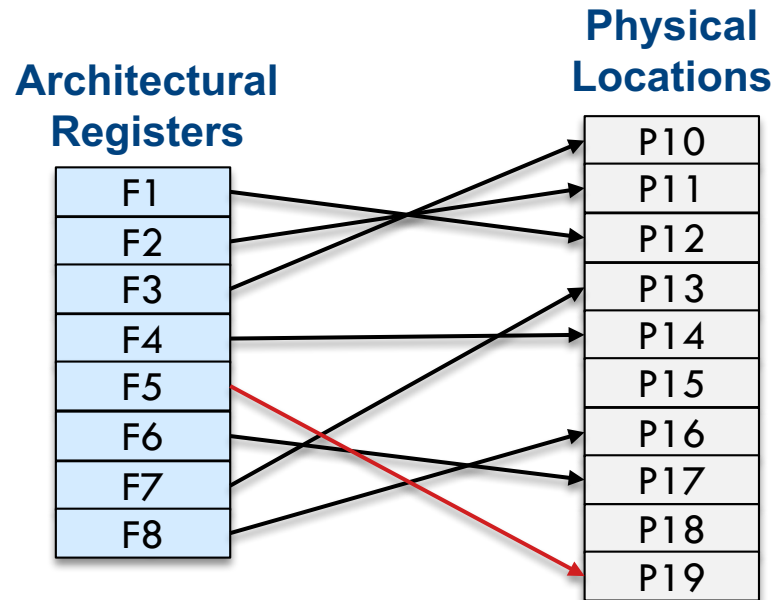 Architectural
Registers
F1
F2
F3
F4
F5
F6
F7
F8
Physical
Locations
P10
P11
P12
P13
P14
P15
P16
P17
P18
P19